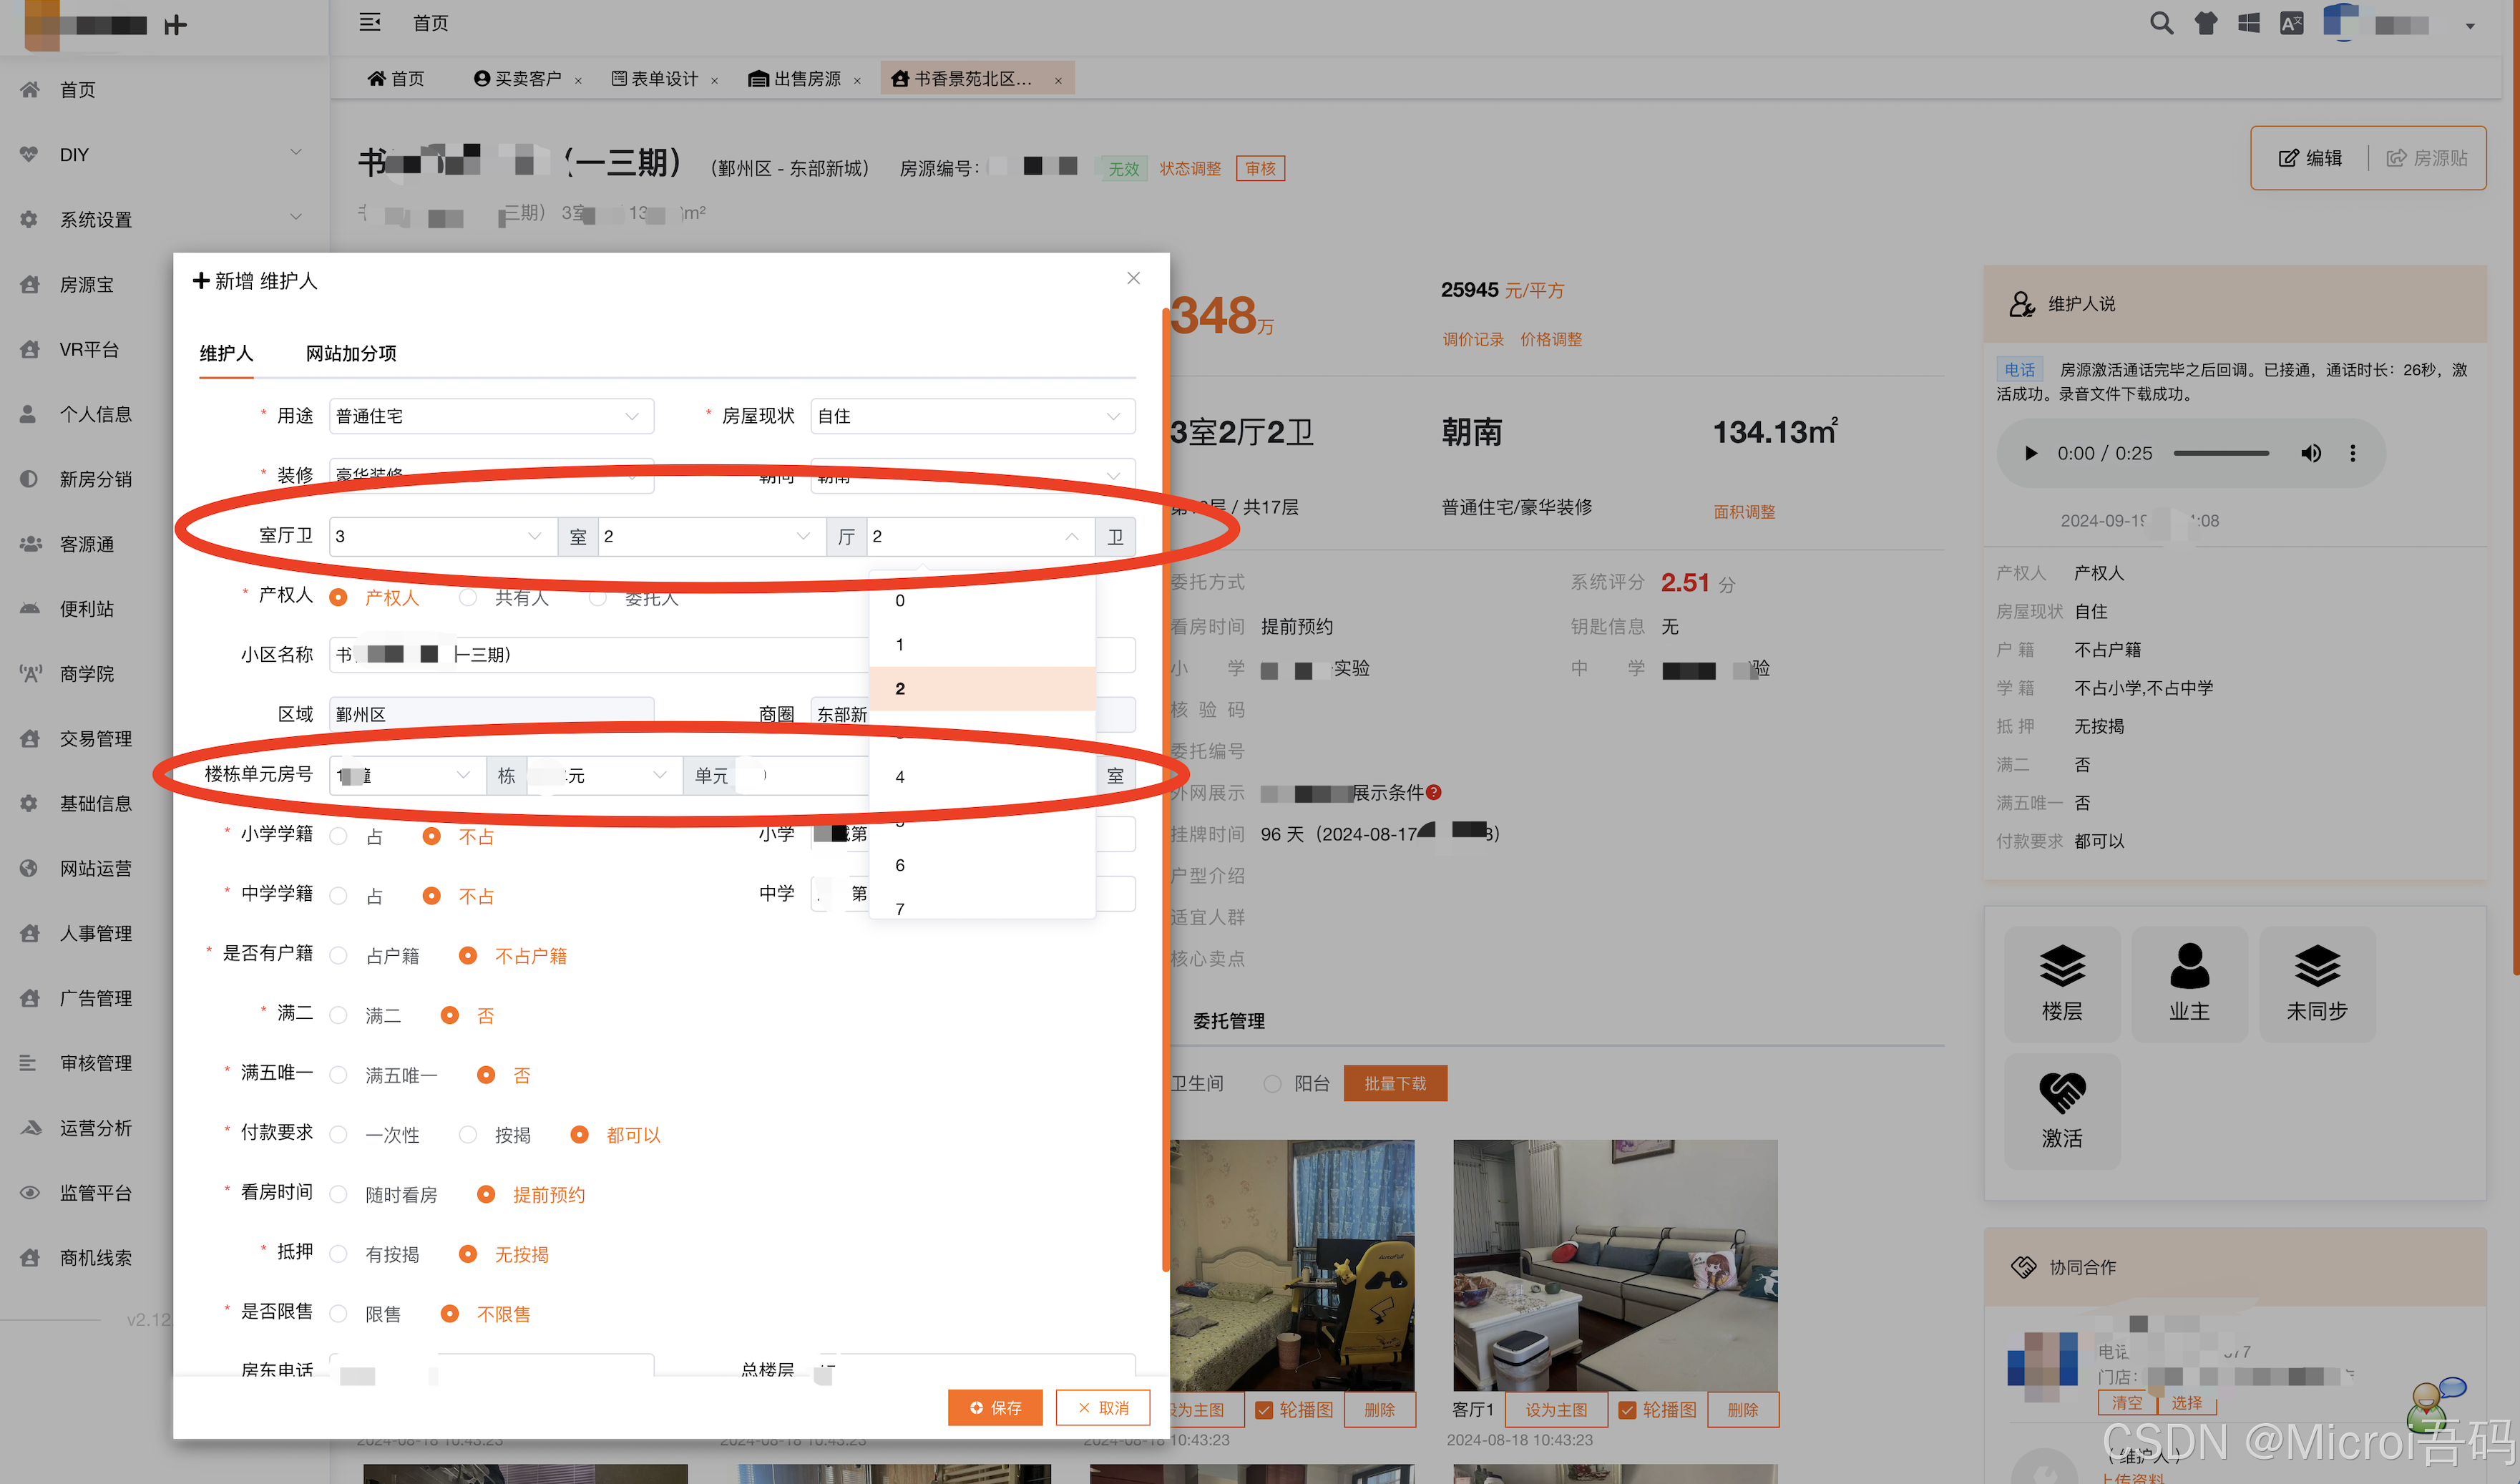 首页
首页
首页
买卖客户 ×
表单设计 ×
出售房源 ×
书香景苑北区... ×
DIY
系统设置
房源宝
VR平台
个人信息
新房分销
客源通
便利站
商学院
交易管理
基础信息
网站运营
人事管理
广告管理
审核管理
运营分析
监管平台
商机线索
v2.12
书 (一三期)
(鄞州区 - 东部新城)
房源编号:
无效
状态调整
审核
编辑
房源贴
三期) 3室 13 m²
新增 维护人
维护人
网站加分项
* 用途 普通住宅
* 房屋现状 自住
* 装修 豪华装修
朝向 朝南
室厅卫 3 室 2 厅 2 卫
0
1
2
4
6
7
* 产权人 产权人 共有人 委托人
小区名称 书 一三期)
区域 鄞州区
商圈 东部新
楼栋单元房号 栋 元 单元 室
* 小学学籍 占 不占
小学 第
* 中学学籍 占 不占
中学 第
* 是否有户籍 占户籍 不占户籍
* 满二 满二 否
* 满五唯一 满五唯一 否
* 付款要求 一次性 按揭 都可以
* 看房时间 随时看房 提前预约
* 抵押 有按揭 无按揭
* 是否限售 限售 不限售
房东电话
总楼层
保存
× 取消
348万
25945 元/平方
调价记录 价格调整
3室2厅2卫
朝南
134.13㎡
层 / 共17层
普通住宅/豪华装修
面积调整
委托方式
系统评分 2.51 分
看房时间 提前预约
钥匙信息 无
小 学 实验
中 学 验
核 验 码
委托编号
外网展示 展示条件?
挂牌时间 96 天 (2024-08-17 3)
户型介绍
适宜人群
核心卖点
委托管理
卫生间
阳台
批量下载
设为主图 轮播图 删除
客厅1 设为主图 轮播图 删除
2024-08-18 10:43:23
2024-08-18 10:43:23
2024-08-18 10:43:23
2024-08-18 10:43:23
维护人说
电话 房源激活通话完毕之后回调。已接通，通话时长：26秒，激
活成功。录音文件下载成功。
0:00 / 0:25
2024-09-19 :08
产权人 产权人
房屋现状 自住
户 籍 不占户籍
学 籍 不占小学,不占中学
抵 押 无按揭
满二 否
满五唯一 否
付款要求 都可以
楼层
业主
未同步
激活
协同合作
电话 77
门店:
清空 选择
(维护人)
上传资料
CSDN @Microi吾码